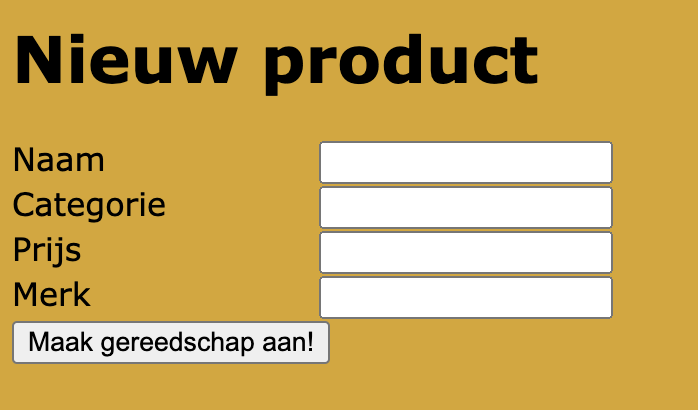 Nieuw product
Naam
Categorie
Prijs
Merk
Maak gereedschap aan!